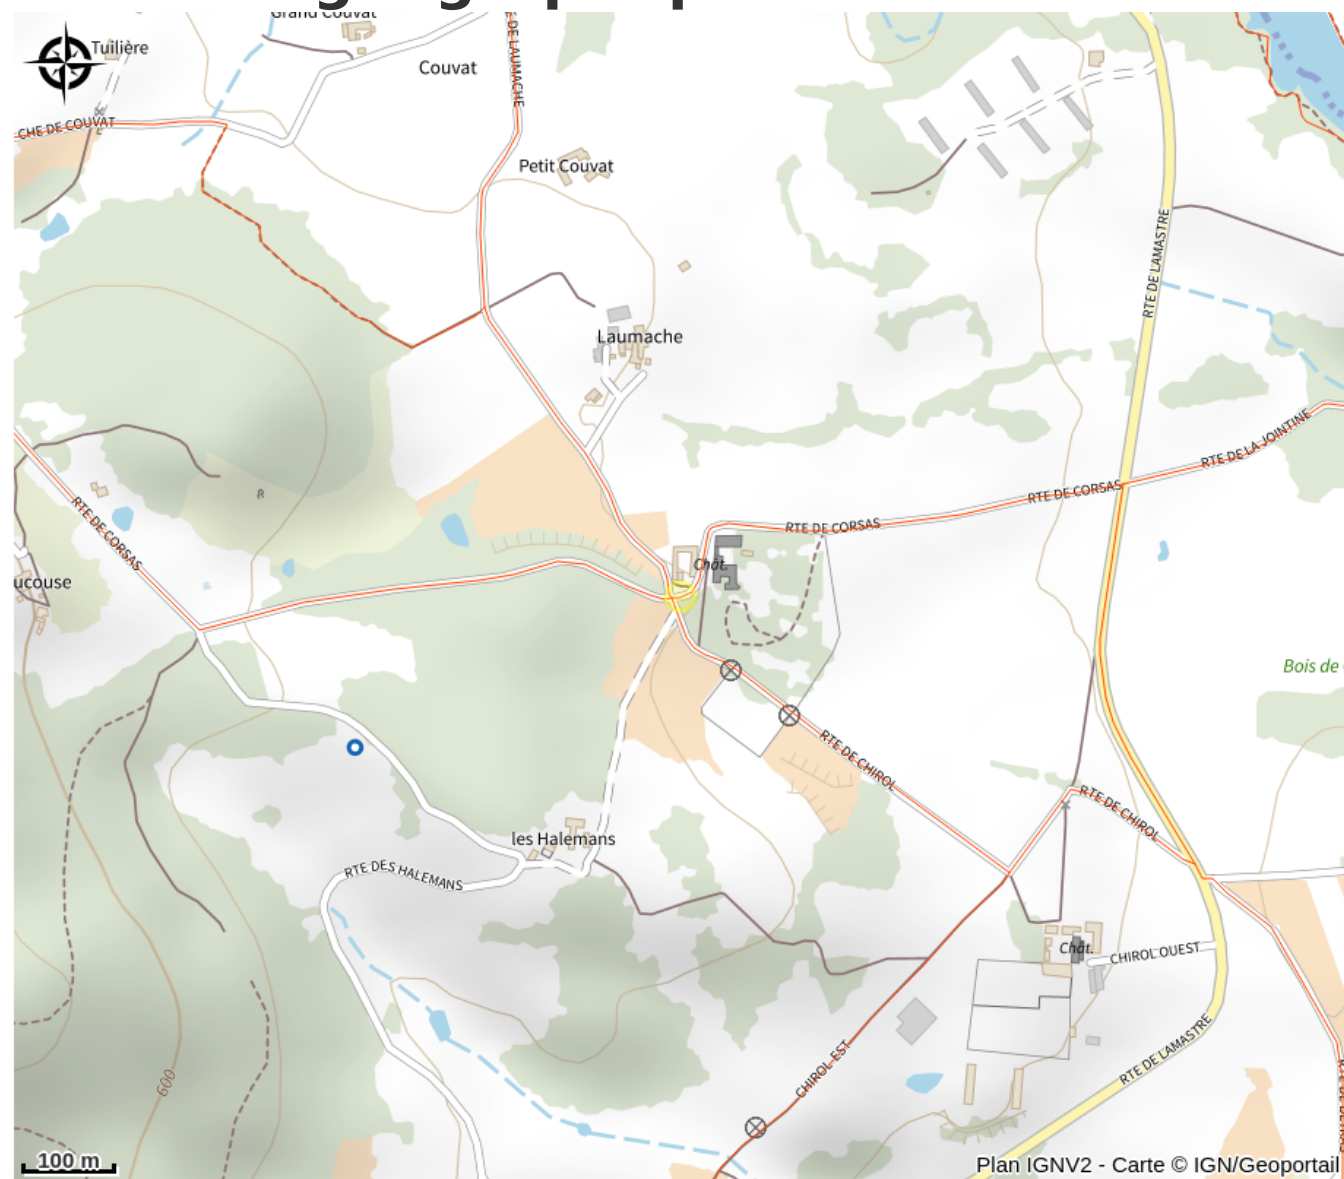 Grand Couvat
Tuilière
Couvat
DE LAUMACHE
CHE DE COUVAT
Petit Couvat
RTE DE LAMASTRE
Laumache
RTE DE LA JOINTINE
RTE DE CORSAS
RTE DE CORSAS
RTE DE CORSAS
Chât.
ucouse
Bois de
RTE DE CHIROL
RTE DE CHIROL
les Halemans
RTE DES HALEMANS
Chât.
CHIROL OUEST
600
CHIROL EST
RTE DE LAMASTRE
100 m
Plan IGNV2 - Carte © IGN/Geoportail